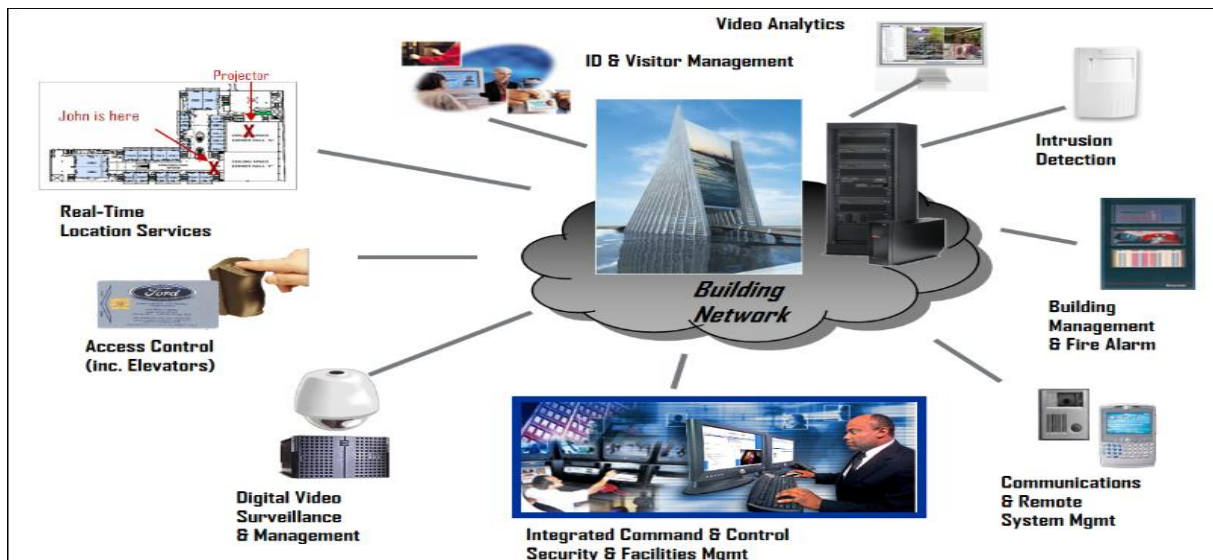 Video Analytics
ID & Visitor Management
Projector
John is here
Intrusion
Detection
Real-Time
Location Services
Building
Network
Ford
Access Control
(inc. Elevators)
Building
Management
& Fire Alarm
Digital Video
Surveillance
& Management
Integrated Command & Control
Security & Facilities Mgmt
Communications
& Remote
System Mgmt